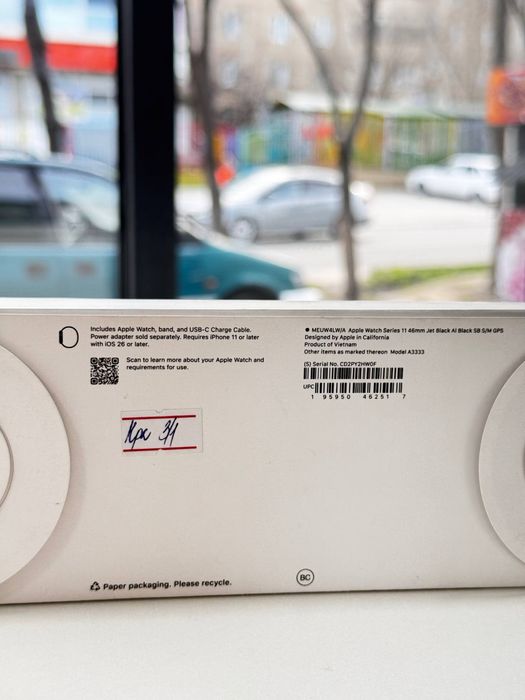 Includes Apple Watch, band, and USB-C Charge Cable.
Power adapter sold separately. Requires iPhone 11 or later
with iOS 26 or later.
Scan to learn more about your Apple Watch and
requirements for use.
MEUW4LW/A Apple Watch Series 11 46mm Jet Black Al Black SB S/M GPS
Designed by Apple in California
Product of Vietnam
Other items as marked thereon Model A3333
(S) Serial No. CD2PY2HW0F
UPC
1 95950 46251 7
Крк 3/1
Paper packaging. Please recycle.
BC